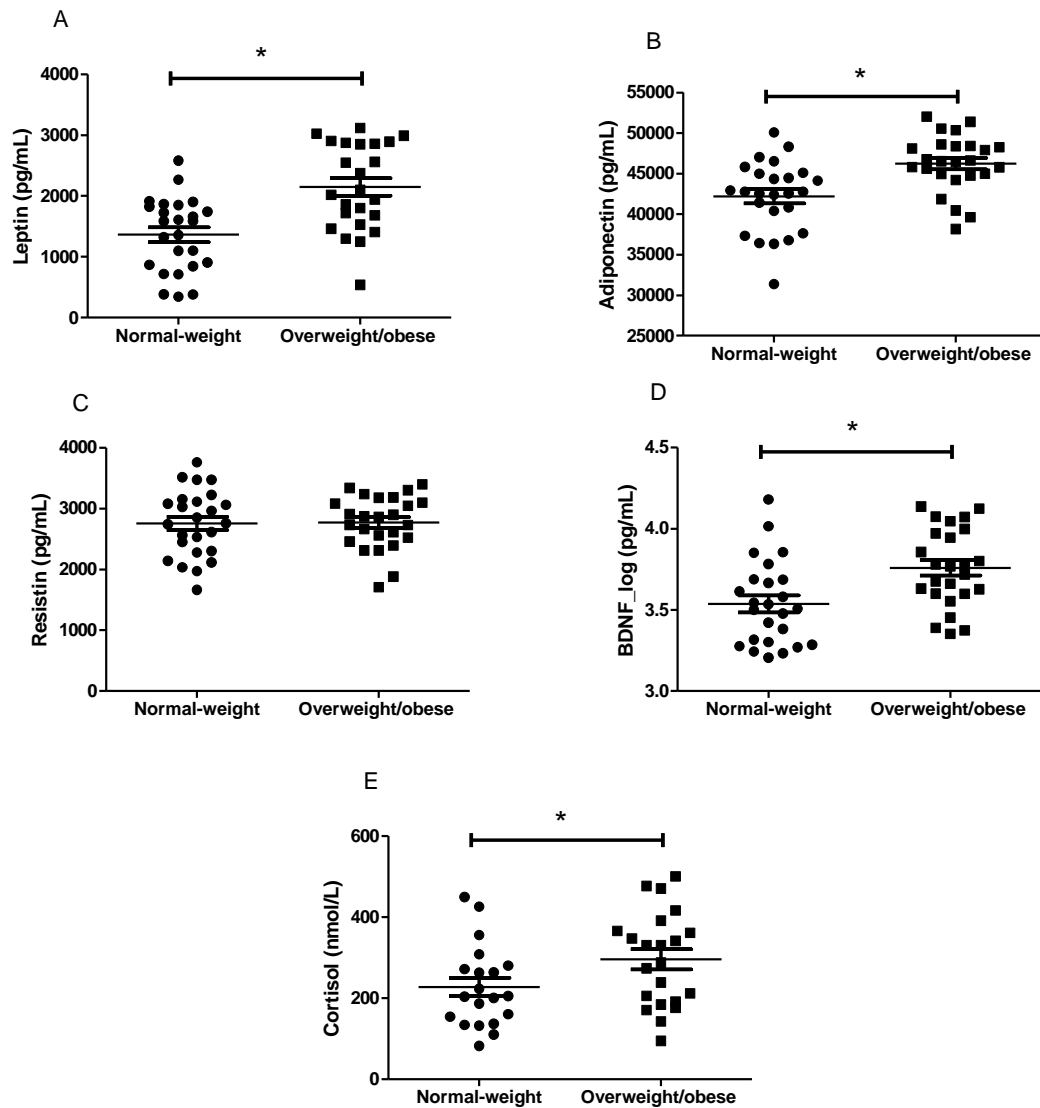 A
*
Leptin (pg/mL)
4000
3000
2000
1000
0
Normal-weight Overweight/obese
B
*
Adiponectin (pg/mL)
55000
50000
45000
40000
35000
30000
25000
Normal-weight Overweight/obese
C
Resistin (pg/mL)
4000
3000
2000
1000
0
Normal-weight Overweight/obese
D
*
BDNF_log (pg/mL)
4.5
4.0
3.5
3.0
Normal-weight Overweight/obese
E
*
Cortisol (nmol/L)
600
400
200
0
Normal-weight Overweight/obese